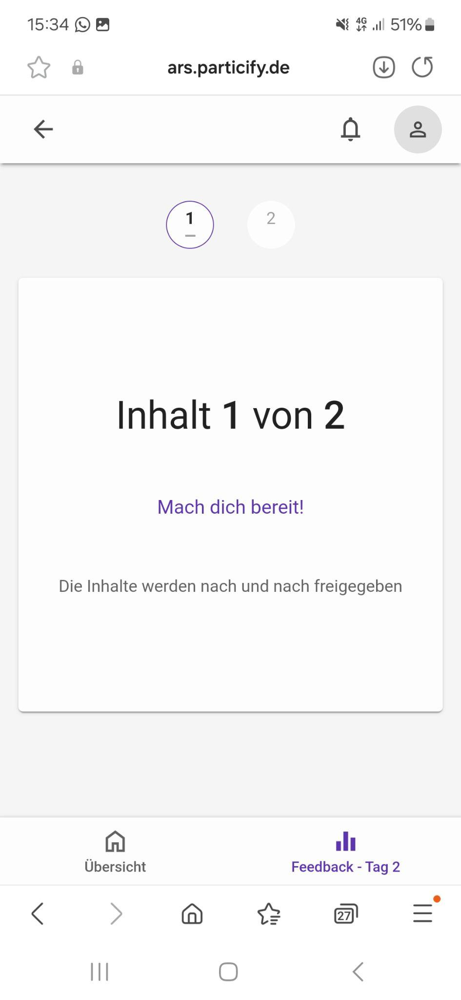 15:34 4G 51%
ars.particify.de
1 2
Inhalt 1 von 2
Mach dich bereit!
Die Inhalte werden nach und nach freigegeben
Übersicht Feedback - Tag 2
27